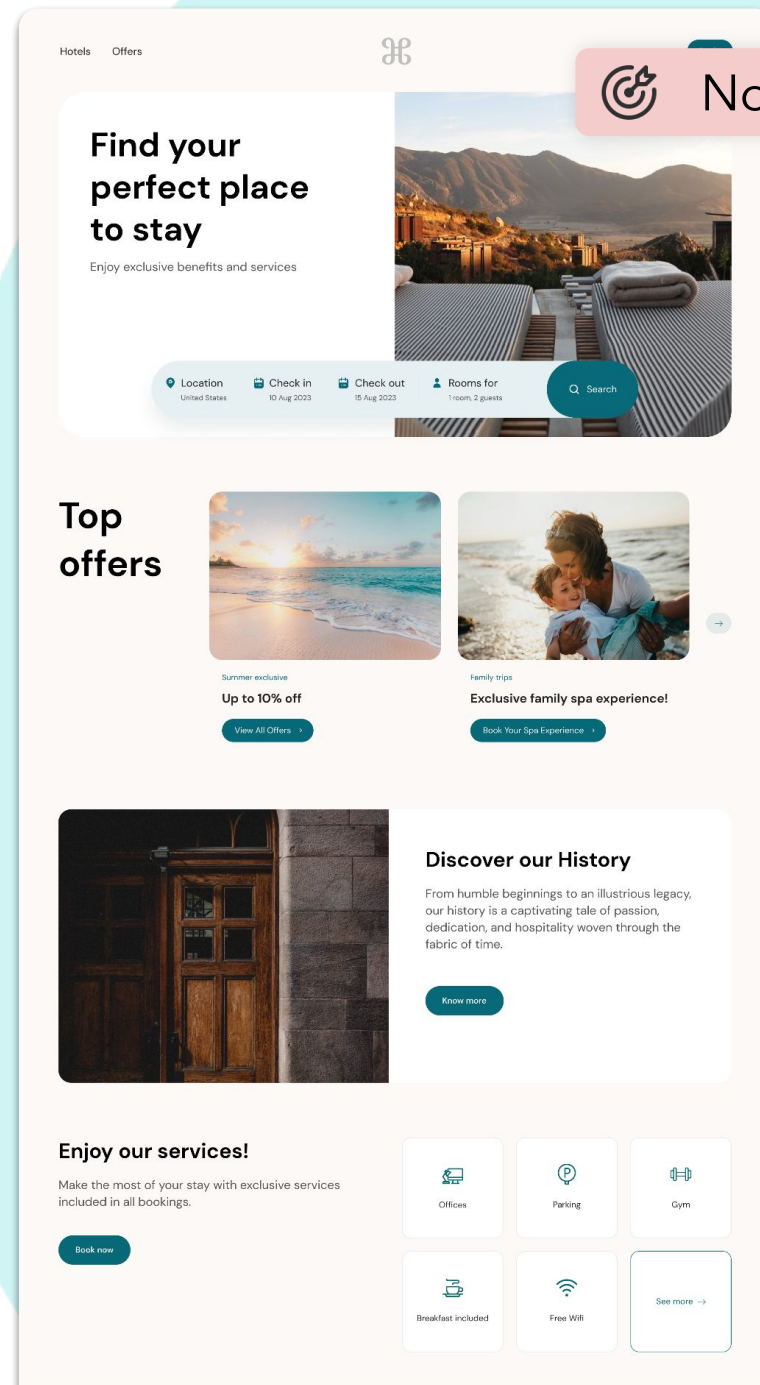 Hotels Offers
Find your
perfect place
to stay
Enjoy exclusive benefits and services
Location Check in Check out Rooms for
United States 10 Aug 2023 15 Aug 2023 1 room, 2 guests
Search
Top
offers
Summer exclusive
Up to 10% off
View All Offers
Family trips
Exclusive family spa experience!
Book Your Spa Experience
Discover our History
From humble beginnings to an illustrious legacy,
our history is a captivating tale of passion,
dedication, and hospitality woven through the
fabric of time.
Know more
Enjoy our services!
Make the most of your stay with exclusive services
included in all bookings.
Book now
Offices Parking Gym
Breakfast included Free Wifi See more